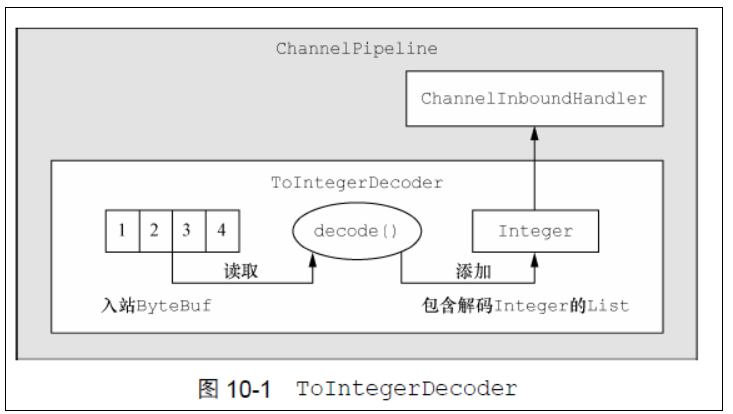 ChannelPipeline
ChannelInboundHandler
ToIntegerDecoder
1 2 3 4
decode()
Integer
读取
添加
入站ByteBuf
包含解码Integer的List
图 10-1 ToIntegerDecoder